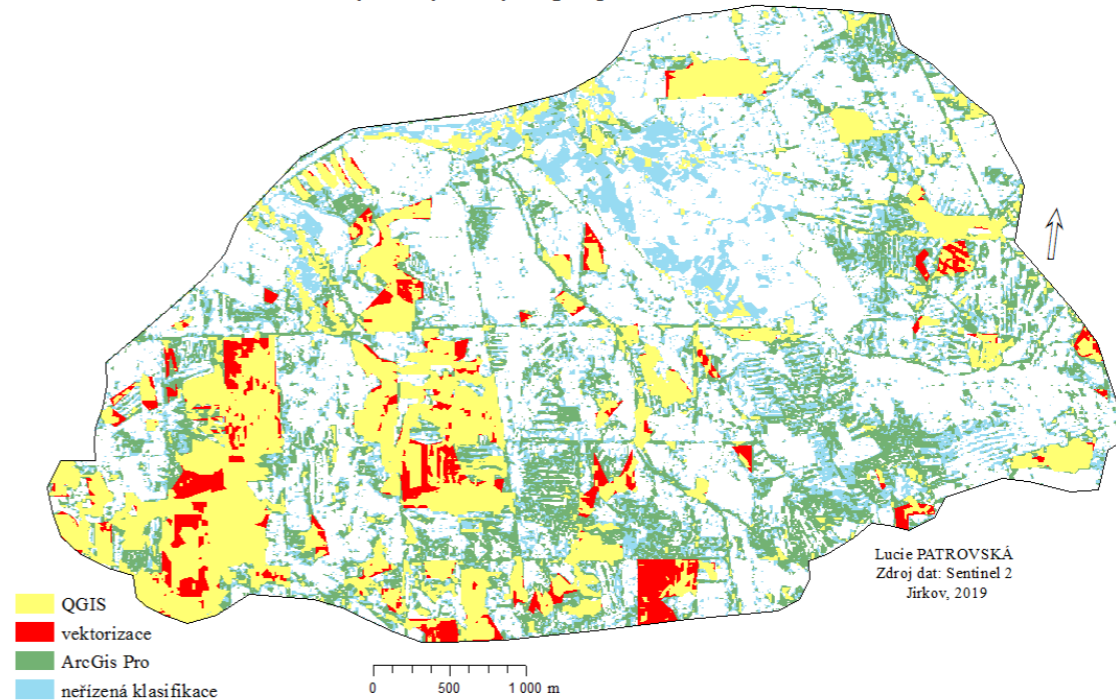 Lucie PATROVSKÁ
Zdroj dat: Sentinel 2
Jirkov, 2019
QGIS
vektorizace
ArcGis Pro
neřízená klasifikace
0 500 1 000 m